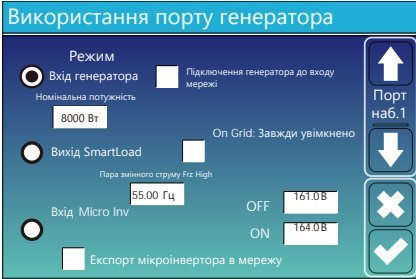 Використання порту генератора
Режим
Вхід генератора
Підключення генератора до входу
мережі
Номінальна потужність
8000 Вт
Порт
наб.1
On Grid: Завжди увімкнено
Вихід SmartLoad
Пара змінного струму Frz High
55.00 Гц
Вхід Micro Inv
OFF 161.0В
ON 164.0В
Експорт мікроінвертора в мережу